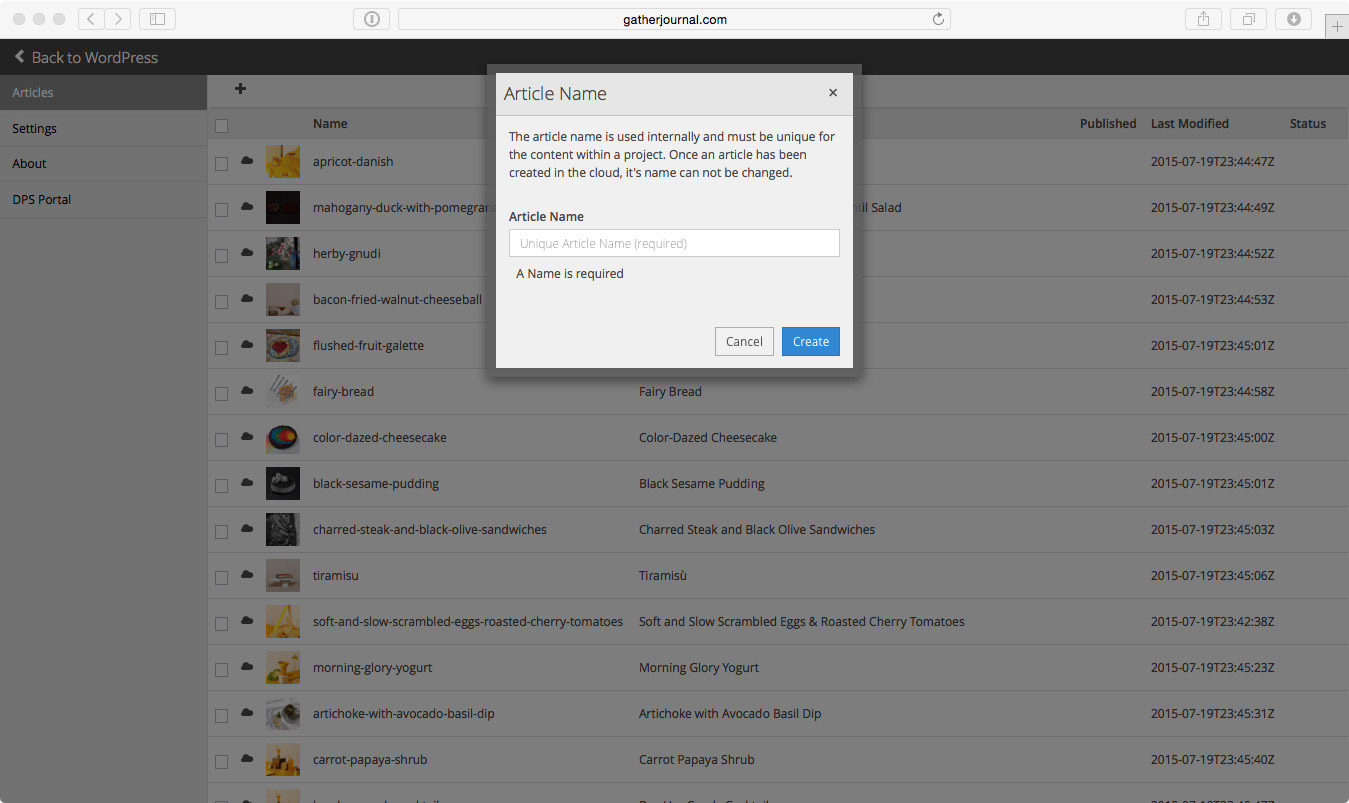 gatherjournal.com
Back to WordPress
Articles
Settings
About
DPS Portal
Article Name
The article name is used internally and must be unique for
the content within a project. Once an article has been
created in the cloud, it's name can not be changed.
Article Name
Unique Article Name (required)
A Name is required
Cancel
Create
Name Published Last Modified Status
apricot-danish 2015-07-19T23:44:47Z
Salad 2015-07-19T23:44:49Z
herby-gnudi 2015-07-19T23:44:52Z
bacon-fried-walnut-cheeseball 2015-07-19T23:44:53Z
flushed-fruit-galette 2015-07-19T23:45:01Z
fairy-bread Fairy Bread 2015-07-19T23:44:58Z
color-dazed-cheesecake Color-Dazed Cheesecake 2015-07-19T23:45:00Z
black-sesame-pudding Black Sesame Pudding 2015-07-19T23:45:01Z
charred-steak-and-black-olive-sandwiches Charred Steak and Black Olive Sandwiches 2015-07-19T23:45:03Z
tiramisu Tiramisù 2015-07-19T23:45:06Z
soft-and-slow-scrambled-eggs-roasted-cherry-tomatoes Soft and Slow Scrambled Eggs & Roasted Cherry Tomatoes 2015-07-19T23:42:38Z
morning-glory-yogurt Morning Glory Yogurt 2015-07-19T23:45:23Z
artichoke-with-avocado-basil-dip Artichoke with Avocado Basil Dip 2015-07-19T23:45:31Z
carrot-papaya-shrub Carrot Papaya Shrub 2015-07-19T23:45:40Z